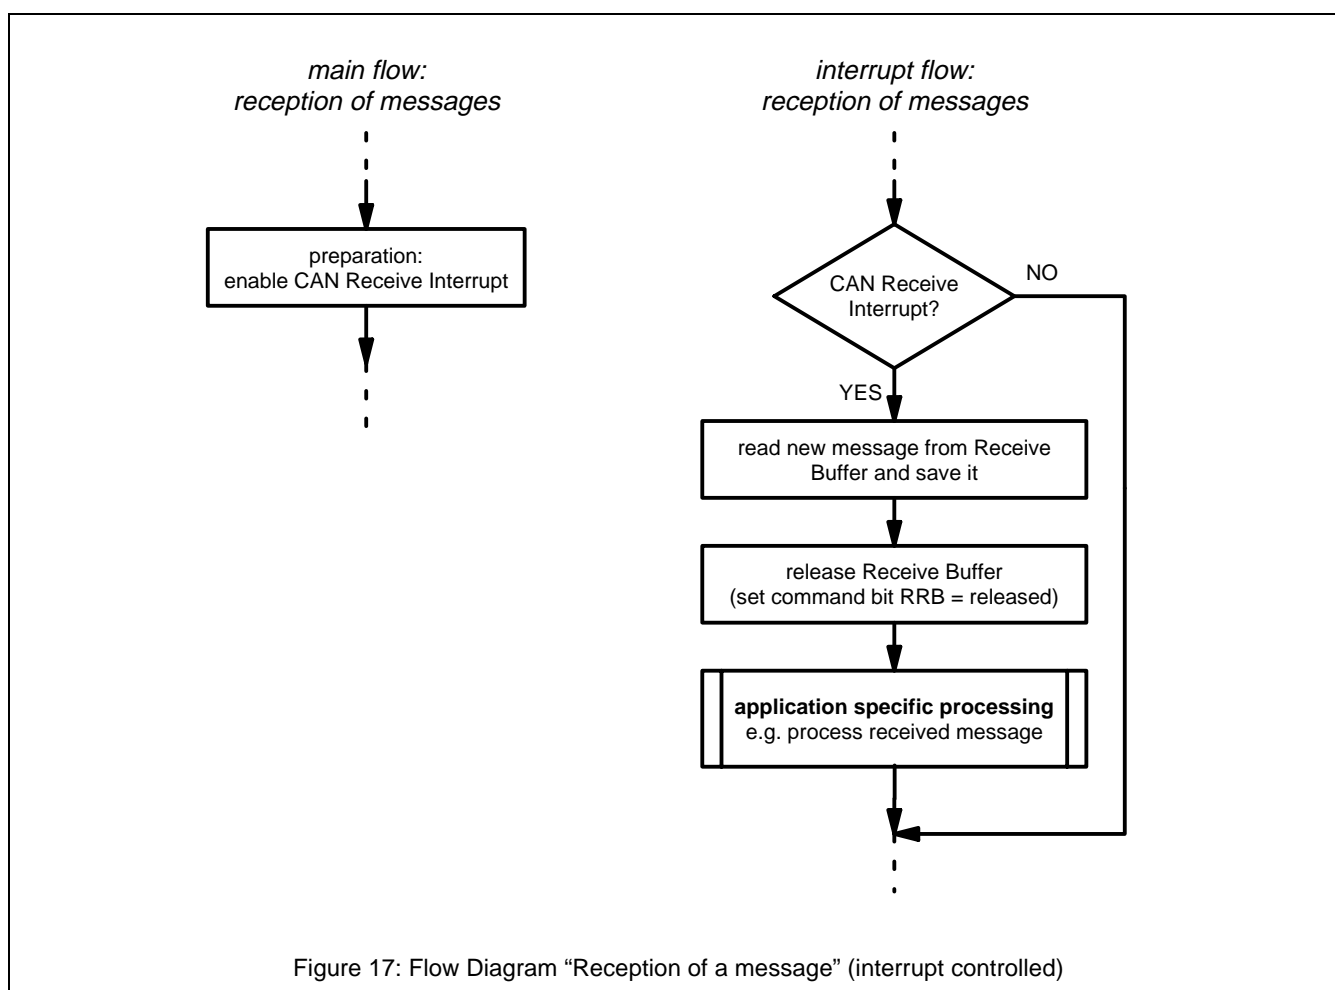 main flow:
reception of messages
preparation:
enable CAN Receive Interrupt
interrupt flow:
reception of messages
CAN Receive
Interrupt?
NO
YES
read new message from Receive
Buffer and save it
release Receive Buffer
(set command bit RRB = released)
application specific processing
e.g. process received message
Figure 17: Flow Diagram “Reception of a message” (interrupt controlled)